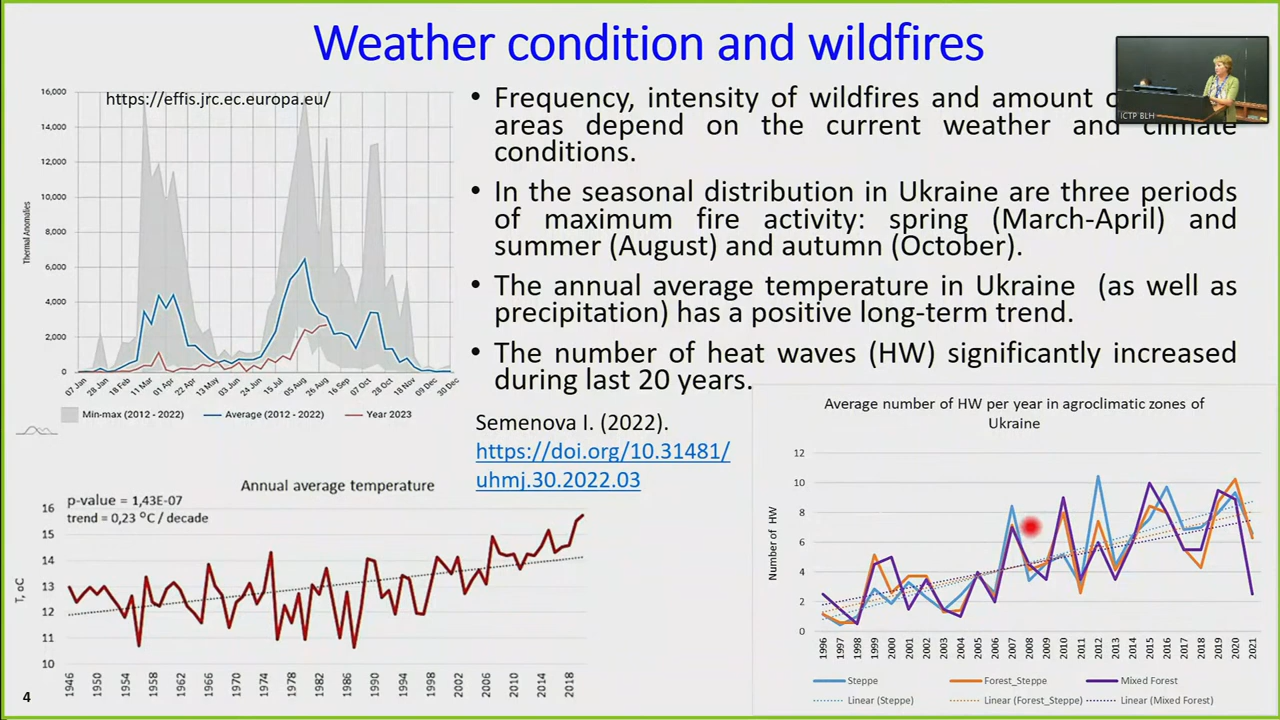 Weather condition and wildfires
https://effis.jrc.ec.europa.eu/
16,000
14,000
12,000
10,000
8,000
6,000
4,000
2,000
0
Thermal Anomalies
07 Jan
28 Jan
18 Feb
11 Mar
01 Apr
22 Apr
13 May
03 Jun
24 Jun
15 Jul
05 Aug
26 Aug
16 Sep
07 Oct
28 Oct
18 Nov
09 Dec
30 Dec
Min-max (2012 - 2022)
Average (2012 - 2022)
Year 2023
• Frequency, intensity of wildfires and amount
areas depend on the current weather and climate
conditions.
• In the seasonal distribution in Ukraine are three periods
of maximum fire activity: spring (March-April) and
summer (August) and autumn (October).
• The annual average temperature in Ukraine (as well as
precipitation) has a positive long-term trend.
• The number of heat waves (HW) significantly increased
during last 20 years.
ICTP BLH
Semenova I. (2022).
https://doi.org/10.31481/
uhmj.30.2022.03
Annual average temperature
p-value = 1,43E-07
trend = 0,23 °C / decade
16
15
14
13
12
11
10
T, oC
1946
1950
1954
1958
1962
1966
1970
1974
1978
1982
1986
1990
1994
1998
2002
2006
2010
2014
2018
Average number of HW per year in agroclimatic zones of
Ukraine
12
10
8
6
4
2
0
Number of HW
1996
1997
1998
1999
2000
2001
2002
2003
2004
2005
2006
2007
2008
2009
2010
2011
2012
2013
2014
2015
2016
2017
2018
2019
2020
2021
Steppe
Forest_Steppe
Mixed Forest
Linear (Steppe)
Linear (Forest_Steppe)
Linear (Mixed Forest)
4